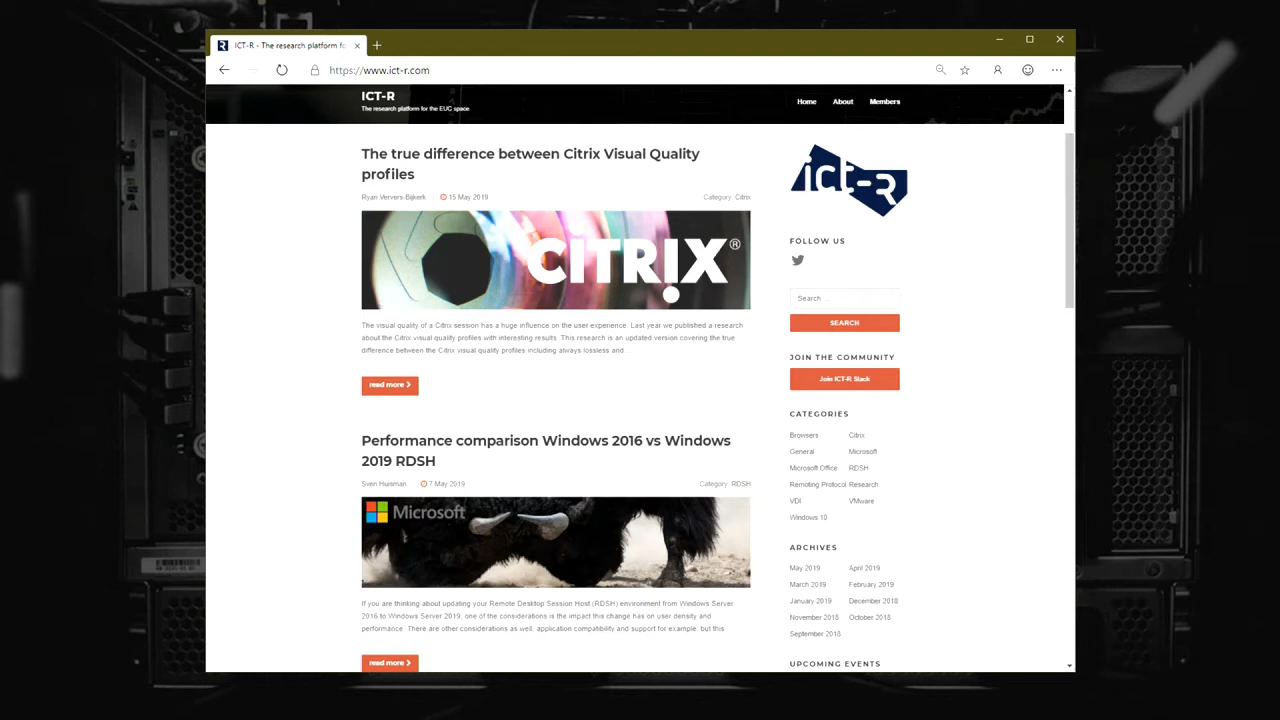 ICT-R - The research platform fo
https://www.ict-r.com
ICT-R
The research platform for the EUC space
Home About Members
The true difference between Citrix Visual Quality
profiles
Ryan Ververs-Bijkerk 15 May 2019 Category: Citrix
CITRIX®
The visual quality of a Citrix session has a huge influence on the user experience. Last year we published a research
about the Citrix visual quality profiles with interesting results. This research is an updated version covering the true
difference between the Citrix visual quality profiles including always lossless and...
read more
Performance comparison Windows 2016 vs Windows
2019 RDSH
Sven Huisman 7 May 2019 Category: RDSH
Microsoft
If you are thinking about updating your Remote Desktop Session Host (RDSH) environment from Windows Server
2016 to Windows Server 2019, one of the considerations is the impact this change has on user density and
performance. There are other considerations as well, application compatibility and support for example, but this
read more
ict-R
FOLLOW US
Search …
SEARCH
JOIN THE COMMUNITY
Join ICT-R Slack
CATEGORIES
Browsers Citrix
General Microsoft
Microsoft Office RDSH
Remoting Protocol Research
VDI VMware
Windows 10
ARCHIVES
May 2019 April 2019
March 2019 February 2019
January 2019 December 2018
November 2018 October 2018
September 2018
UPCOMING EVENTS